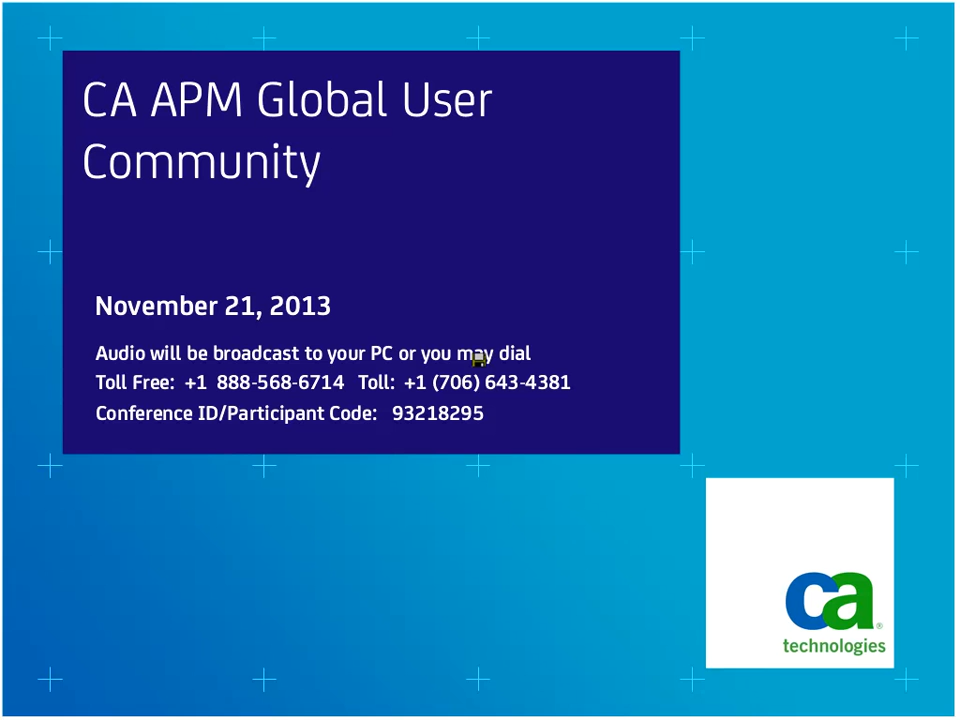 CA APM Global User
Community
November 21, 2013
Audio will be broadcast to your PC or you may dial
Toll Free: +1 888-568-6714 Toll: +1 (706) 643-4381
Conference ID/Participant Code: 93218295
ca
®
technologies